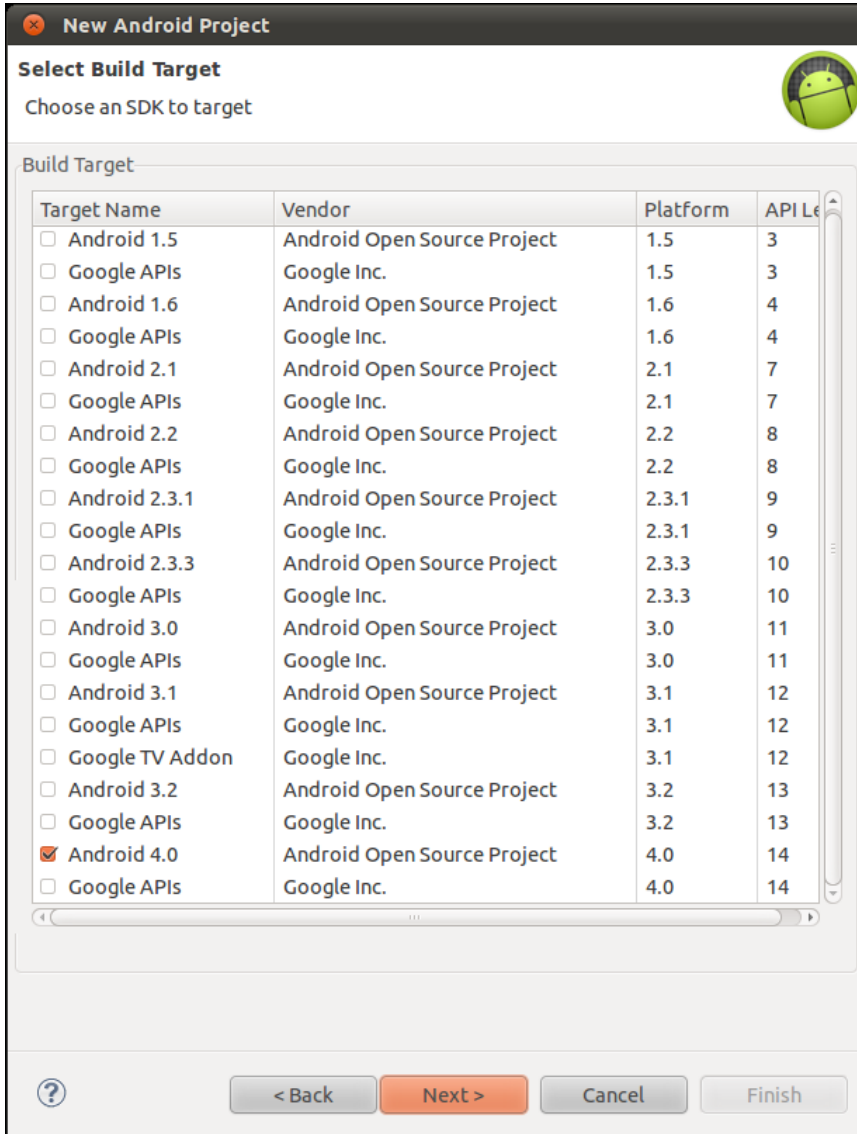 New Android Project
Select Build Target
Choose an SDK to target
Build Target
Target Name Vendor Platform API Le
Android 1.5 Android Open Source Project 1.5 3
Google APIs Google Inc. 1.5 3
Android 1.6 Android Open Source Project 1.6 4
Google APIs Google Inc. 1.6 4
Android 2.1 Android Open Source Project 2.1 7
Google APIs Google Inc. 2.1 7
Android 2.2 Android Open Source Project 2.2 8
Google APIs Google Inc. 2.2 8
Android 2.3.1 Android Open Source Project 2.3.1 9
Google APIs Google Inc. 2.3.1 9
Android 2.3.3 Android Open Source Project 2.3.3 10
Google APIs Google Inc. 2.3.3 10
Android 3.0 Android Open Source Project 3.0 11
Google APIs Google Inc. 3.0 11
Android 3.1 Android Open Source Project 3.1 12
Google APIs Google Inc. 3.1 12
Google TV Addon Google Inc. 3.1 12
Android 3.2 Android Open Source Project 3.2 13
Google APIs Google Inc. 3.2 13
Android 4.0 Android Open Source Project 4.0 14
Google APIs Google Inc. 4.0 14
? < Back Next > Cancel Finish